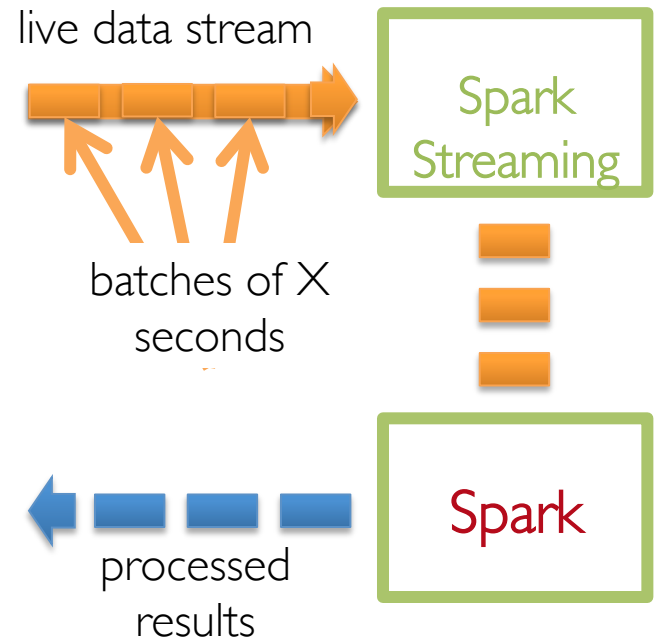 live data stream
Spark
Streaming
batches of X
seconds
Spark
processed
results